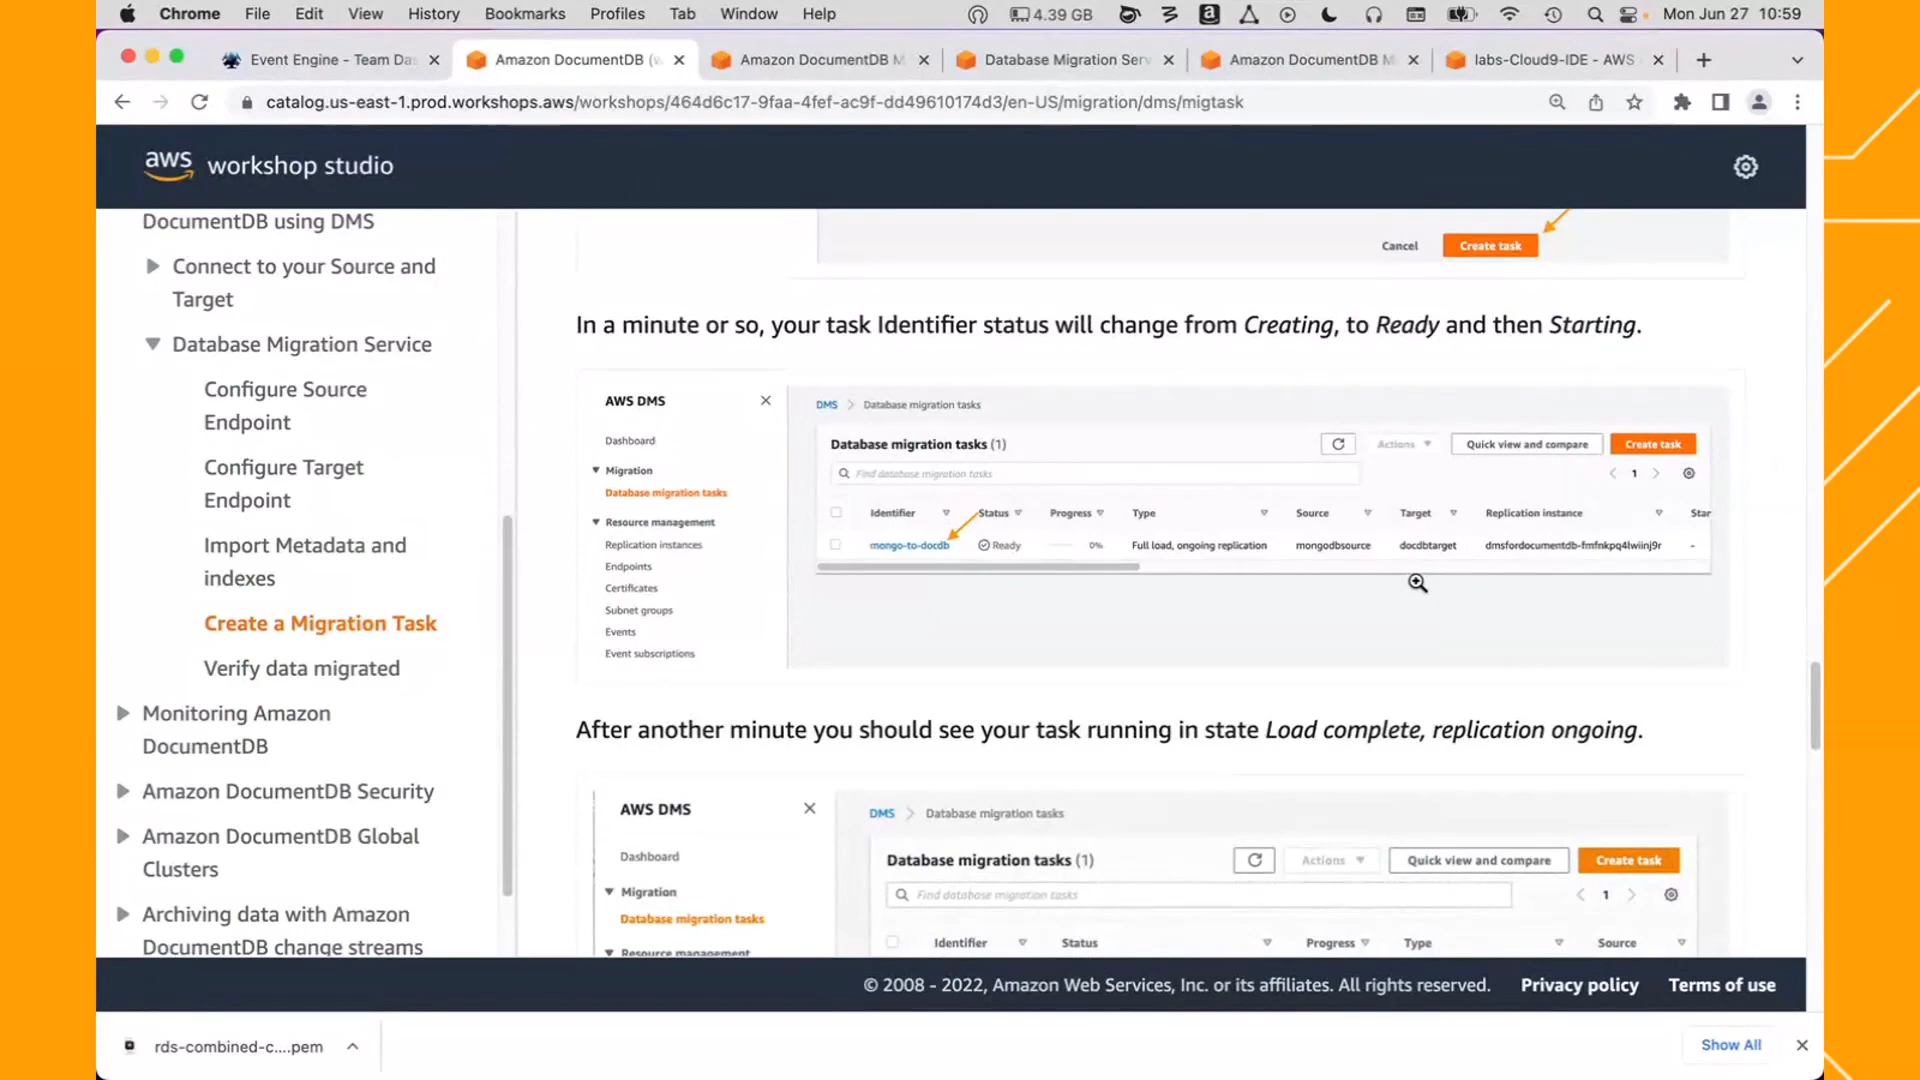 Chrome File Edit View History Bookmarks Profiles Tab Window Help 4.39 GB Mon Jun 27 10:59
Event Engine - Team Da Amazon DocumentDB (w Amazon DocumentDB M Database Migration Serv Amazon DocumentDB M labs-Cloud9-IDE - AWS
catalog.us-east-1.prod.workshops.aws/workshops/464d6c17-9faa-4fef-ac9f-dd49610174d3/en-US/migration/dms/migtask
aws workshop studio
DocumentDB using DMS
Connect to your Source and
Target
Database Migration Service
Configure Source
Endpoint
Configure Target
Endpoint
Import Metadata and
indexes
Create a Migration Task
Verify data migrated
Monitoring Amazon
DocumentDB
Amazon DocumentDB Security
Amazon DocumentDB Global
Clusters
Archiving data with Amazon
DocumentDB change streams
Cancel Create task
In a minute or so, your task Identifier status will change from Creating, to Ready and then Starting.
AWS DMS
Dashboard
Migration
Database migration tasks
Resource management
Replication instances
Endpoints
Certificates
Subnet groups
Events
Event subscriptions
DMS > Database migration tasks
Database migration tasks (1) Actions Quick view and compare Create task
Find database migration tasks 1
Identifier Status Progress Type Source Target Replication instance Star
mongo-to-docdb Ready 0% Full load, ongoing replication mongodbsource docdbtarget dmsfordocumentdb-fmfnkpq4lwiinj9r -
After another minute you should see your task running in state Load complete, replication ongoing.
AWS DMS
Dashboard
Migration
Database migration tasks
Resource management
DMS > Database migration tasks
Database migration tasks (1) Actions Quick view and compare Create task
Find database migration tasks 1
Identifier Status Progress Type Source
© 2008 - 2022, Amazon Web Services, Inc. or its affiliates. All rights reserved. Privacy policy Terms of use
rds-combined-c....pem Show All